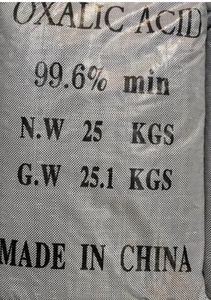 OXALIC ACID
99.6% min
N.W 25 KGS
G.W 25.1 KGS
MADE IN CHINA